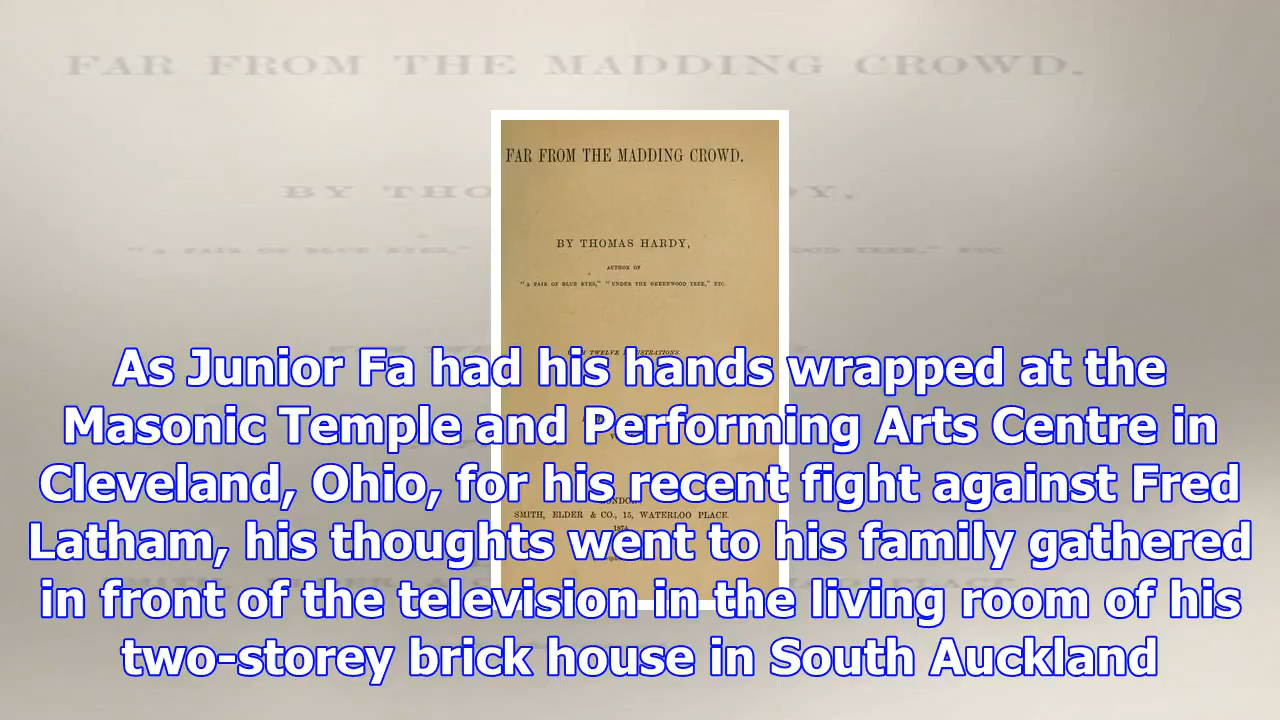 FAR FROM THE MADDING CROWD.
FAR FROM THE MADDING CROWD.
BY THOMAS HARDY,
AUTHOR OF
"A PAIR OF BLUE EYES," "UNDER THE GREENWOOD TREE," ETC.
TWELVE
As Junior Fa had his hands wrapped at the
Masonic Temple and Performing Arts Centre in
Cleveland, Ohio, for his recent fight against Fred
SMITH, ELDER & CO., 15, WATERLOO PLACE.
Latham, his thoughts went to his family gathered
in front of the television in the living room of his
two-storey brick house in South Auckland